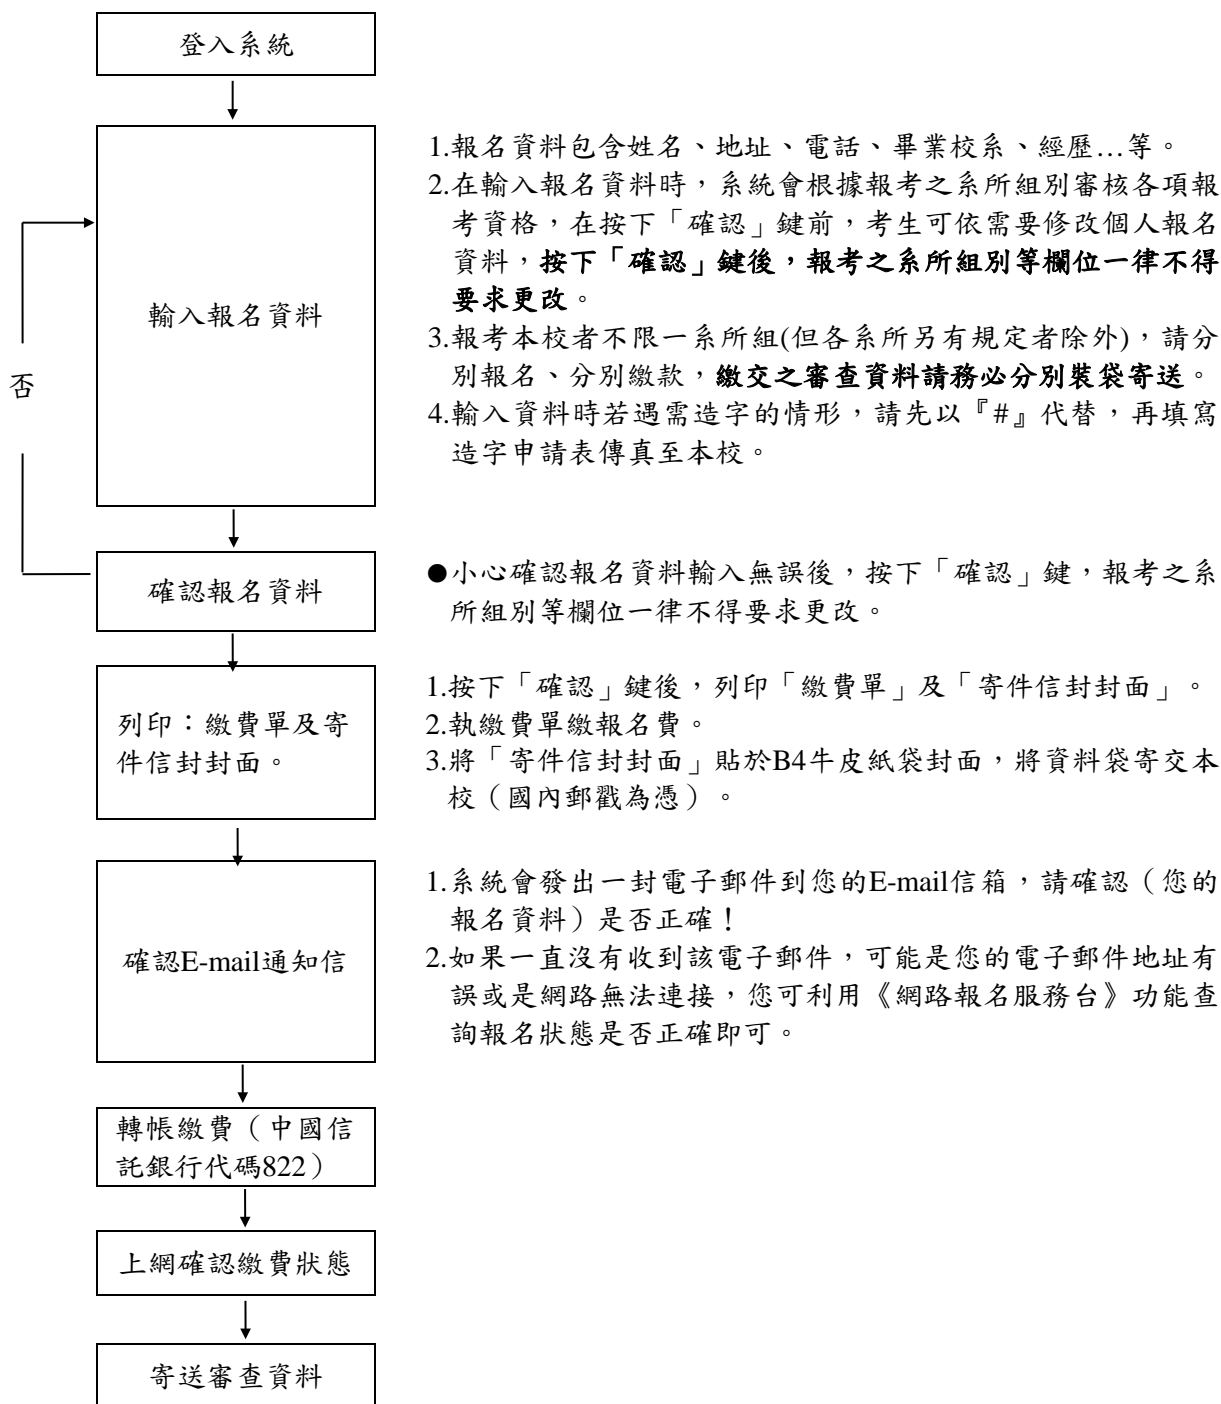 登入系統
輸入報名資料
1.報名資料包含姓名、地址、電話、畢業校系、經歷…等。
2.在輸入報名資料時，系統會根據報考之系所組別審核各項報
考資格，在按下「確認」鍵前，考生可依需要修改個人報名
資料，按下「確認」鍵後，報考之系所組別等欄位一律不得
要求更改。
3.報考本校者不限一系所組(但各系所另有規定者除外)，請分
別報名、分別繳款，繳交之審查資料請務必分別裝袋寄送。
4.輸入資料時若遇需造字的情形，請先以『#』代替，再填寫
造字申請表傳真至本校。
否
確認報名資料
●小心確認報名資料輸入無誤後，按下「確認」鍵，報考之系
所組別等欄位一律不得要求更改。
列印：繳費單及寄
件信封封面。
1.按下「確認」鍵後，列印「繳費單」及「寄件信封封面」。
2.執繳費單繳報名費。
3.將「寄件信封封面」貼於B4牛皮紙袋封面，將資料袋寄交本
校（國內郵戳為憑）。
確認E-mail通知信
1.系統會發出一封電子郵件到您的E-mail信箱，請確認（您的
報名資料）是否正確！
2.如果一直沒有收到該電子郵件，可能是您的電子郵件地址有
誤或是網路無法連接，您可利用《網路報名服務台》功能查
詢報名狀態是否正確即可。
轉帳繳費（中國信
託銀行代碼822）
上網確認繳費狀態
寄送審查資料